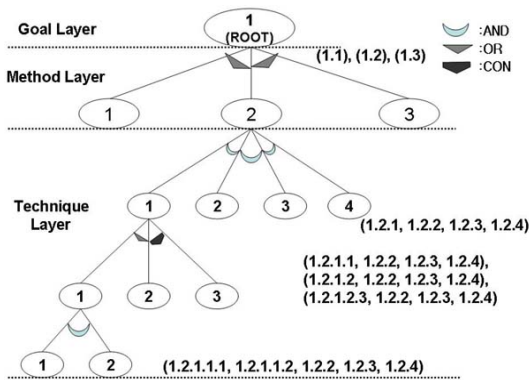 Goal Layer
1
(ROOT)
:AND
:OR
:CON
(1.1), (1.2), (1.3)
Method Layer
1
2
3
Technique
Layer
1
2
3
4
(1.2.1, 1.2.2, 1.2.3, 1.2.4)
(1.2.1.1, 1.2.2, 1.2.3, 1.2.4),
(1.2.1.2, 1.2.2, 1.2.3, 1.2.4),
(1.2.1.2.3, 1.2.2, 1.2.3, 1.2.4)
1
2
3
1
2
(1.2.1.1.1, 1.2.1.1.2, 1.2.2, 1.2.3, 1.2.4)